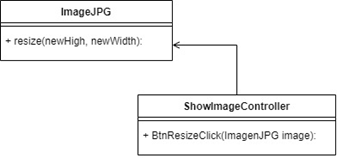 ImageJPG
+ resize(newHigh, newWidth):
ShowImageController
+ BtnResizeClick(ImagenJPG image):